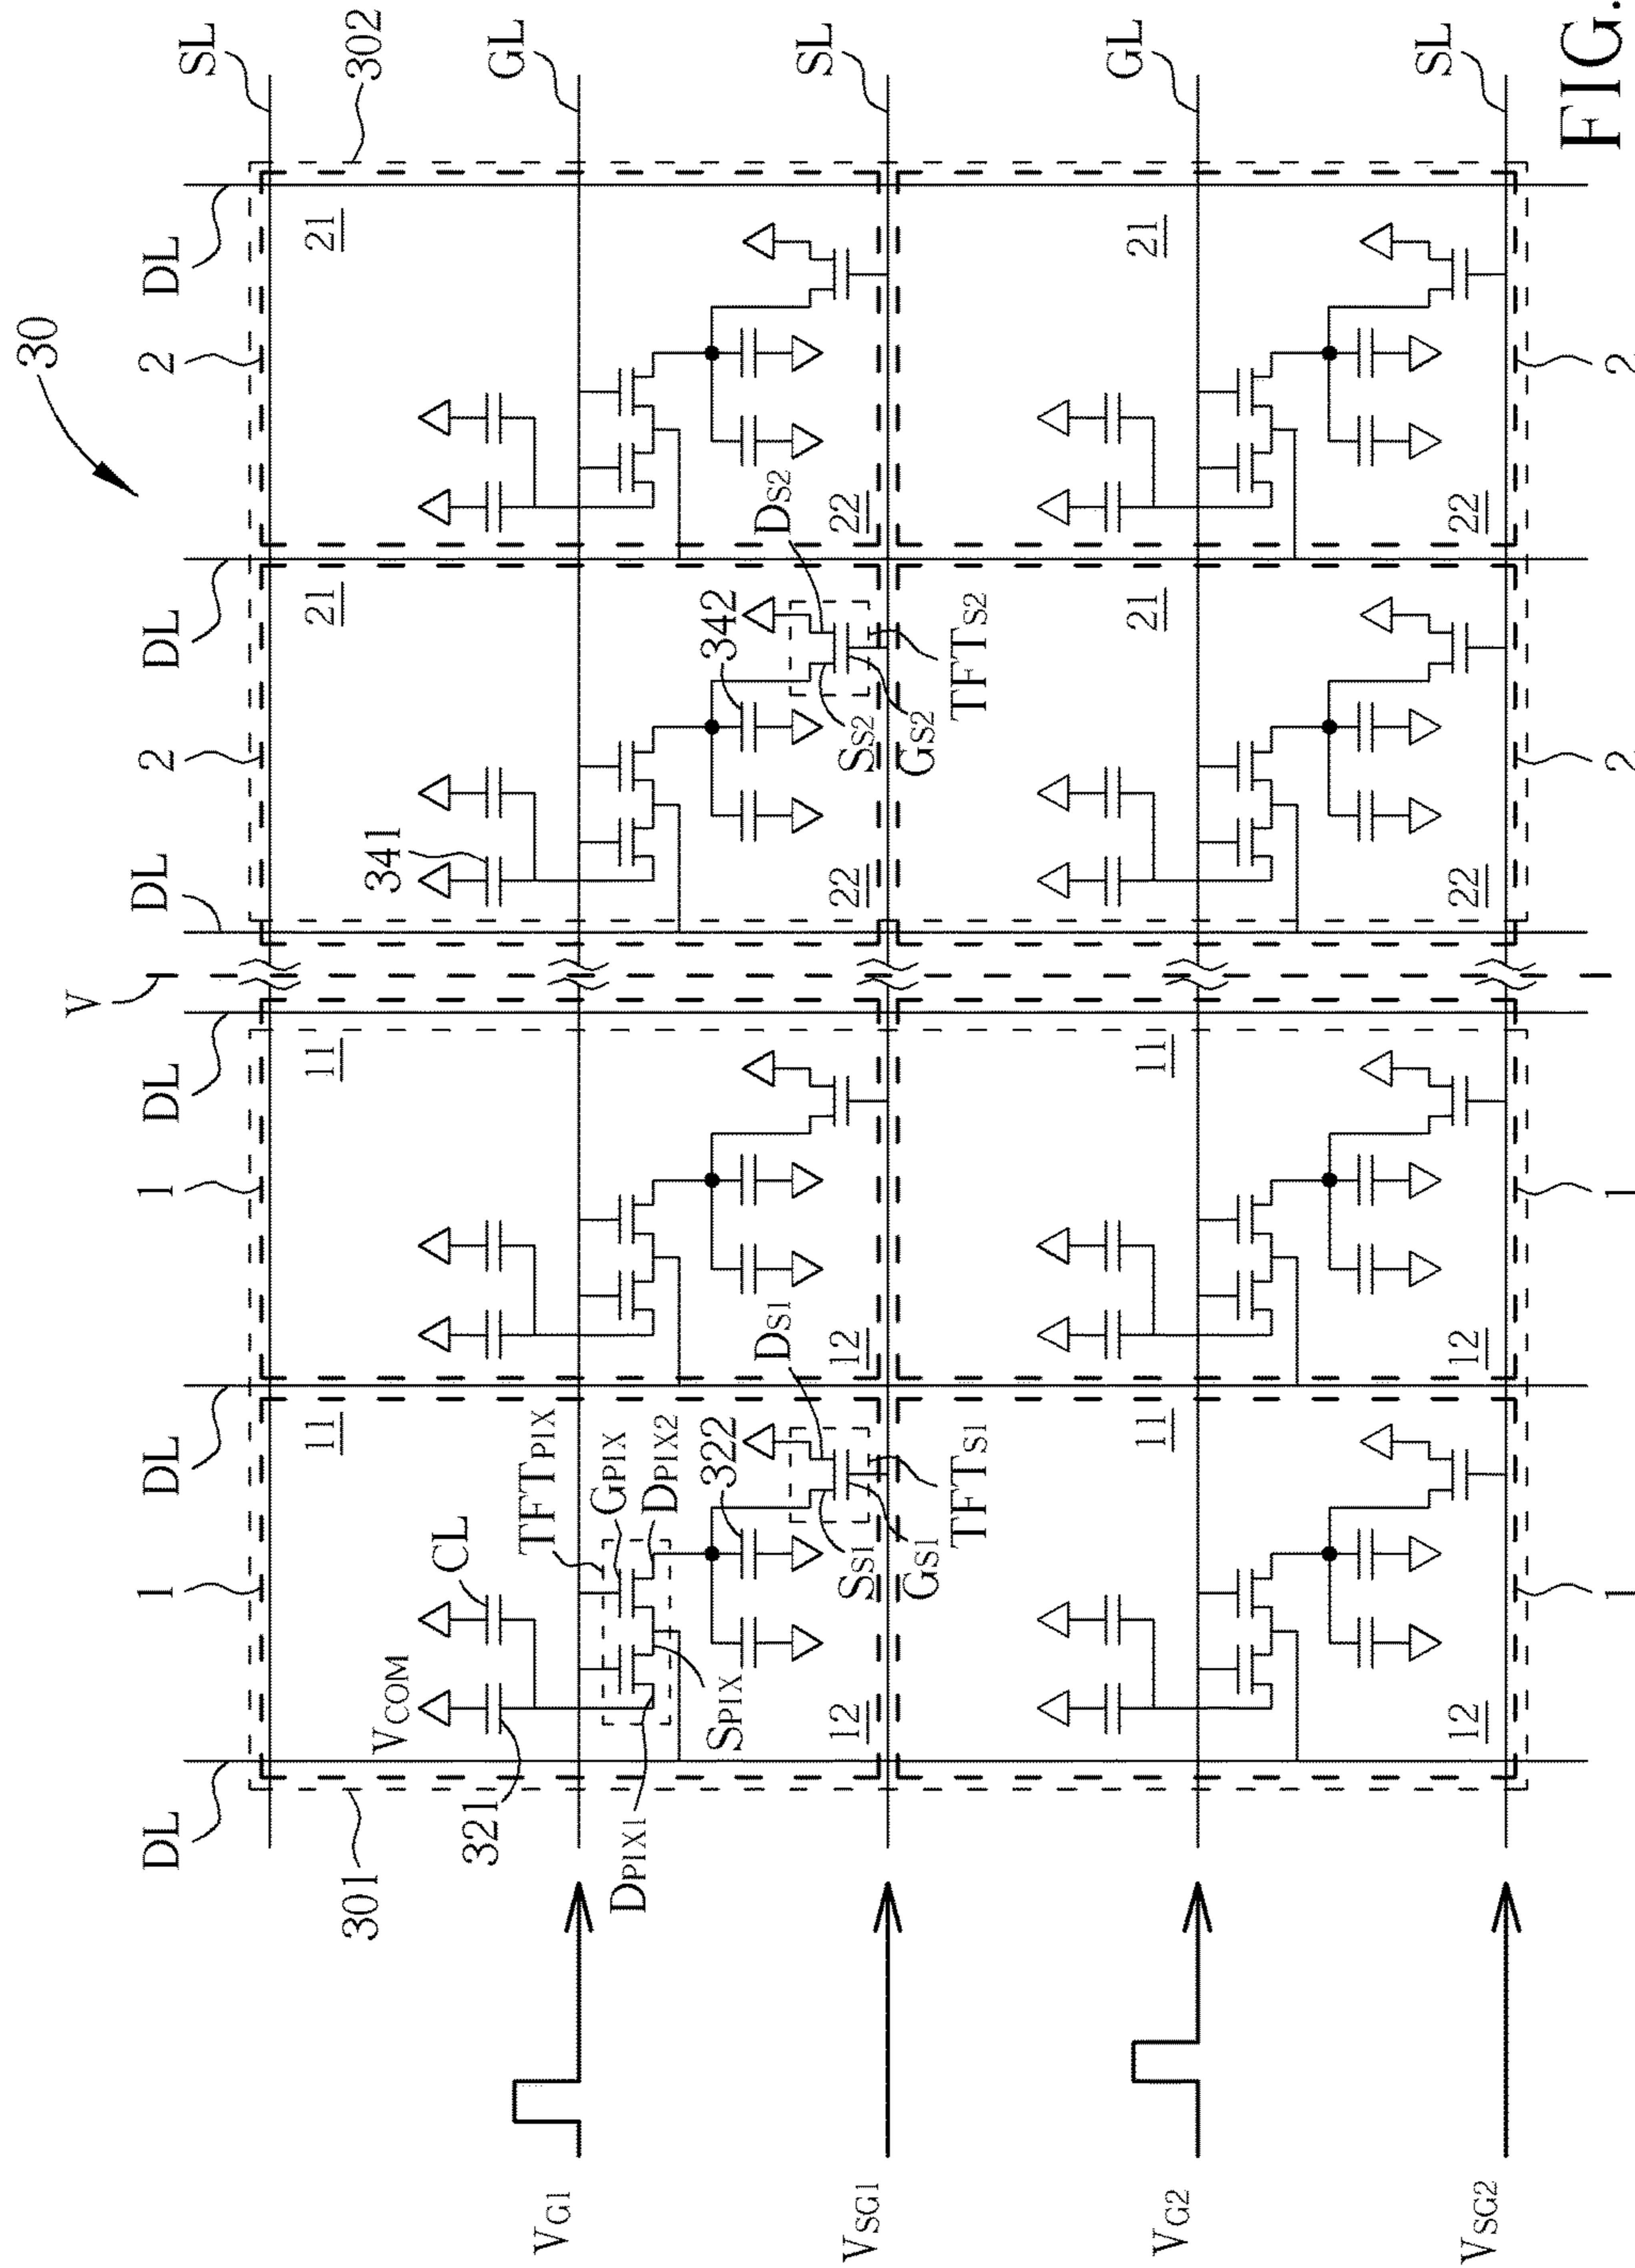 30
V
DL 1 DL 1 DL DL 2 DL 2 DL
SL
11 11 21 21
301 302
VCOM 341
CL
321
GL
VG1 TFTPIX
GPIX
DPIX1 DPIX2
SPIX
322 342
DS1 DS2
12 12 22 22
SS1 SS2
SL
VSG1
GS1 GS2
TFTS1 TFTS2
GL
11 11 21 21
VG2
SL
12 12 22 22
VSG2
1 1 2 2
FIG.